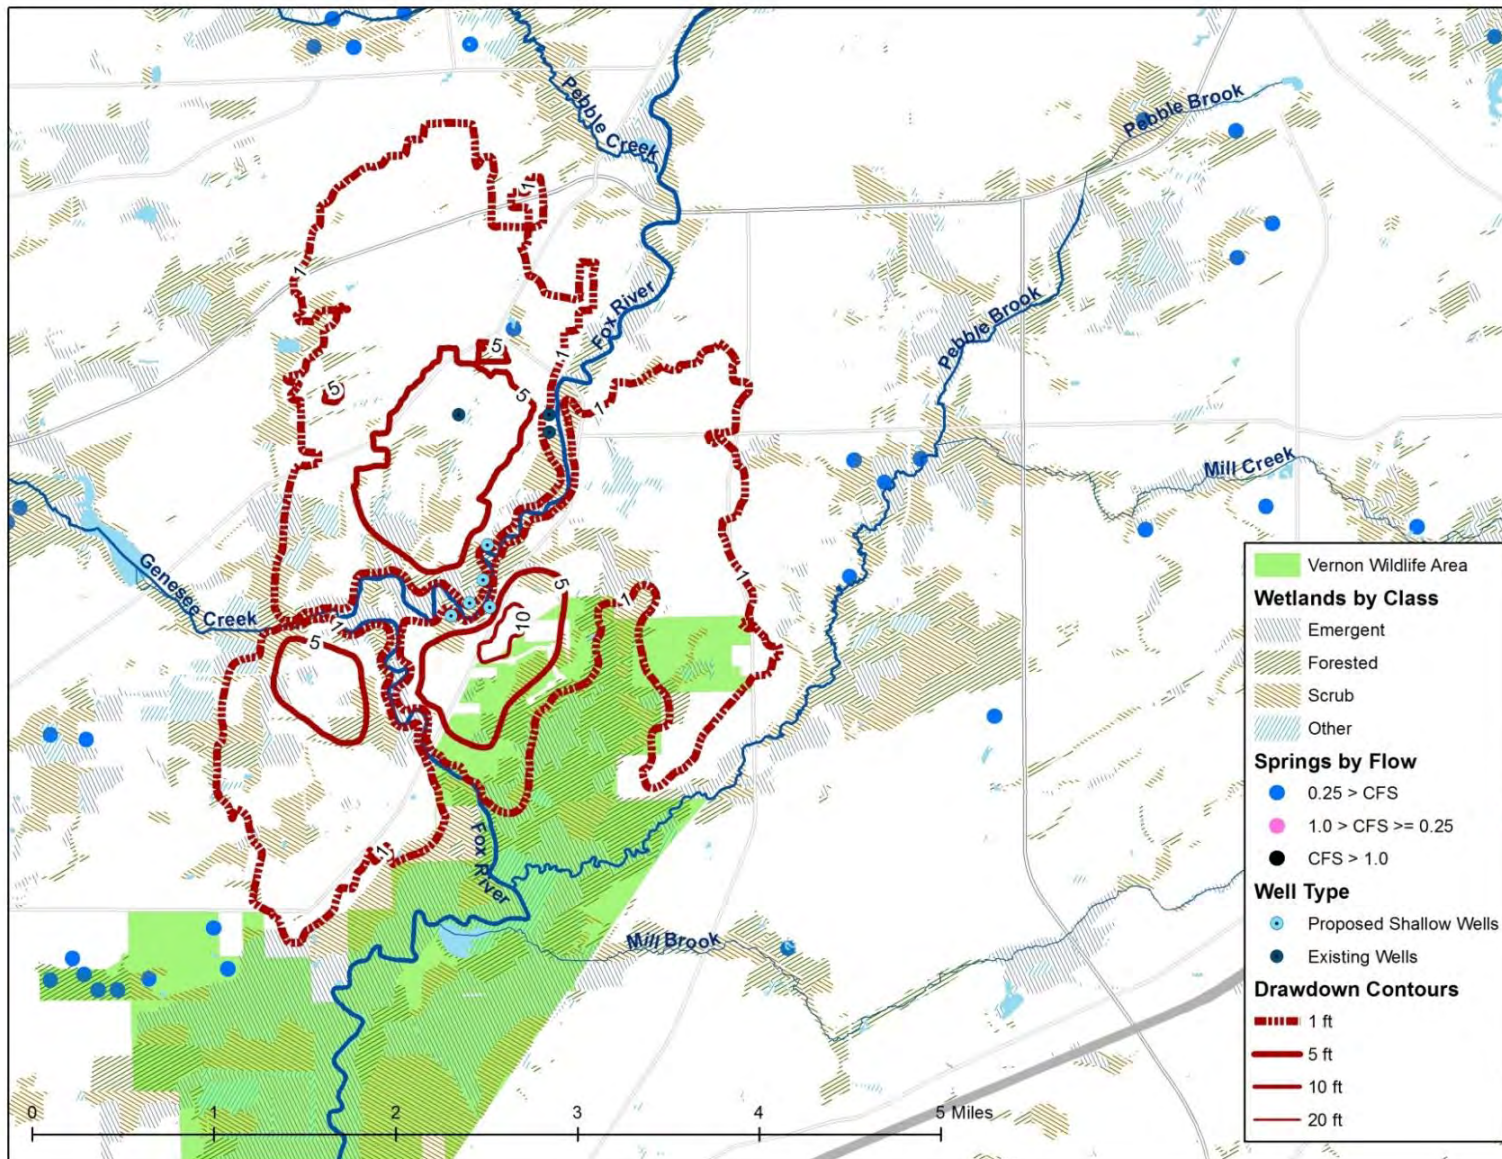 Pebble Creek
Pebble Brook
1
1
Fox River
Pebble Brook
5
1
5
5
1
1
Mill Creek
Genesee Creek
1
5
5
10
1
1
Fox River
1
Mill Brook
0 1 2 3 4 5 Miles
Vernon Wildlife Area
Wetlands by Class
Emergent
Forested
Scrub
Other
Springs by Flow
0.25 > CFS
1.0 > CFS >= 0.25
CFS > 1.0
Well Type
Proposed Shallow Wells
Existing Wells
Drawdown Contours
1 ft
5 ft
10 ft
20 ft